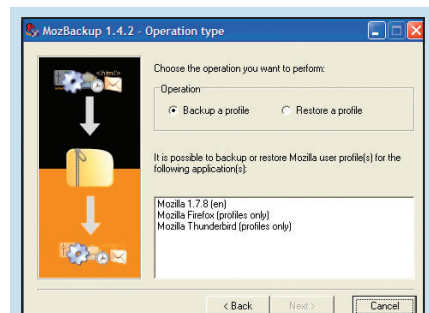 MozBackup 1.4.2 - Operation type
Choose the operation you want to perform:
Operation
Backup a profile
Restore a profile
It is possible to backup or restore Mozilla user profile(s) for the
following application(s):
Mozilla 1.7.8 (en)
Mozilla Firefox (profiles only)
Mozilla Thunderbird (profiles only)
< Back
Next >
Cancel